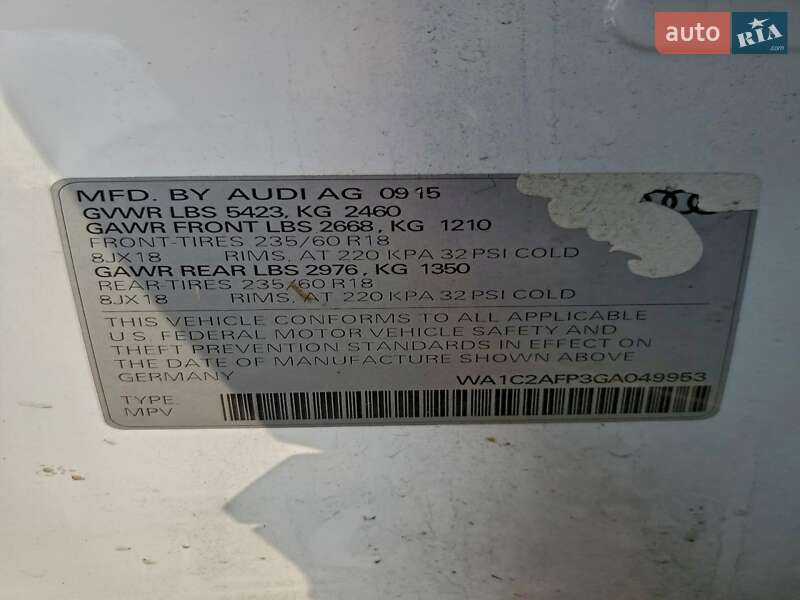 auto RIA.com
MFD. BY AUDI AG 09 15
GVWR LBS 5423, KG 2460
GAWR FRONT LBS 2668, KG 1210
FRONT-TIRES 235/60 R18
8JX18 RIMS, AT 220 KPA 32 PSI COLD
GAWR REAR LBS 2976, KG 1350
REAR-TIRES 235/60 R18
8JX18 RIMS, AT 220 KPA 32 PSI COLD
THIS VEHICLE CONFORMS TO ALL APPLICABLE
U.S. FEDERAL MOTOR VEHICLE SAFETY AND
THEFT PREVENTION STANDARDS IN EFFECT ON
THE DATE OF MANUFACTURE SHOWN ABOVE
GERMANY WA1C2AFP3GA049953
TYPE:
MPV